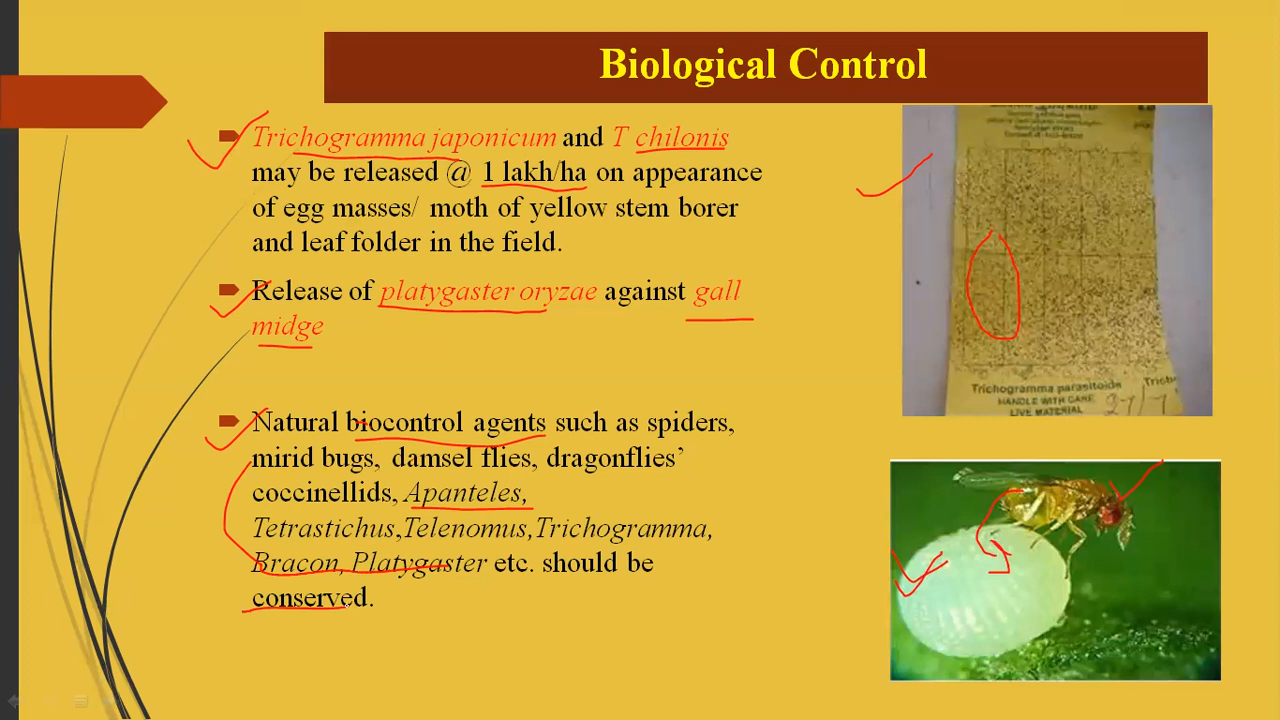 Biological Control
Trichogramma japonicum and T chilonis
may be released @ 1 lakh/ha on appearance
of egg masses/ moth of yellow stem borer
and leaf folder in the field.
Release of platygaster oryzae against gall
midge
Natural biocontrol agents such as spiders,
mirid bugs, damsel flies, dragonflies’
coccinellids, Apanteles,
Tetrastichus,Telenomus,Trichogramma,
Bracon, Platygaster etc. should be
conserved.
Trichogramma parasitoids
HANDLE WITH CARE
LIVE MATERIAL